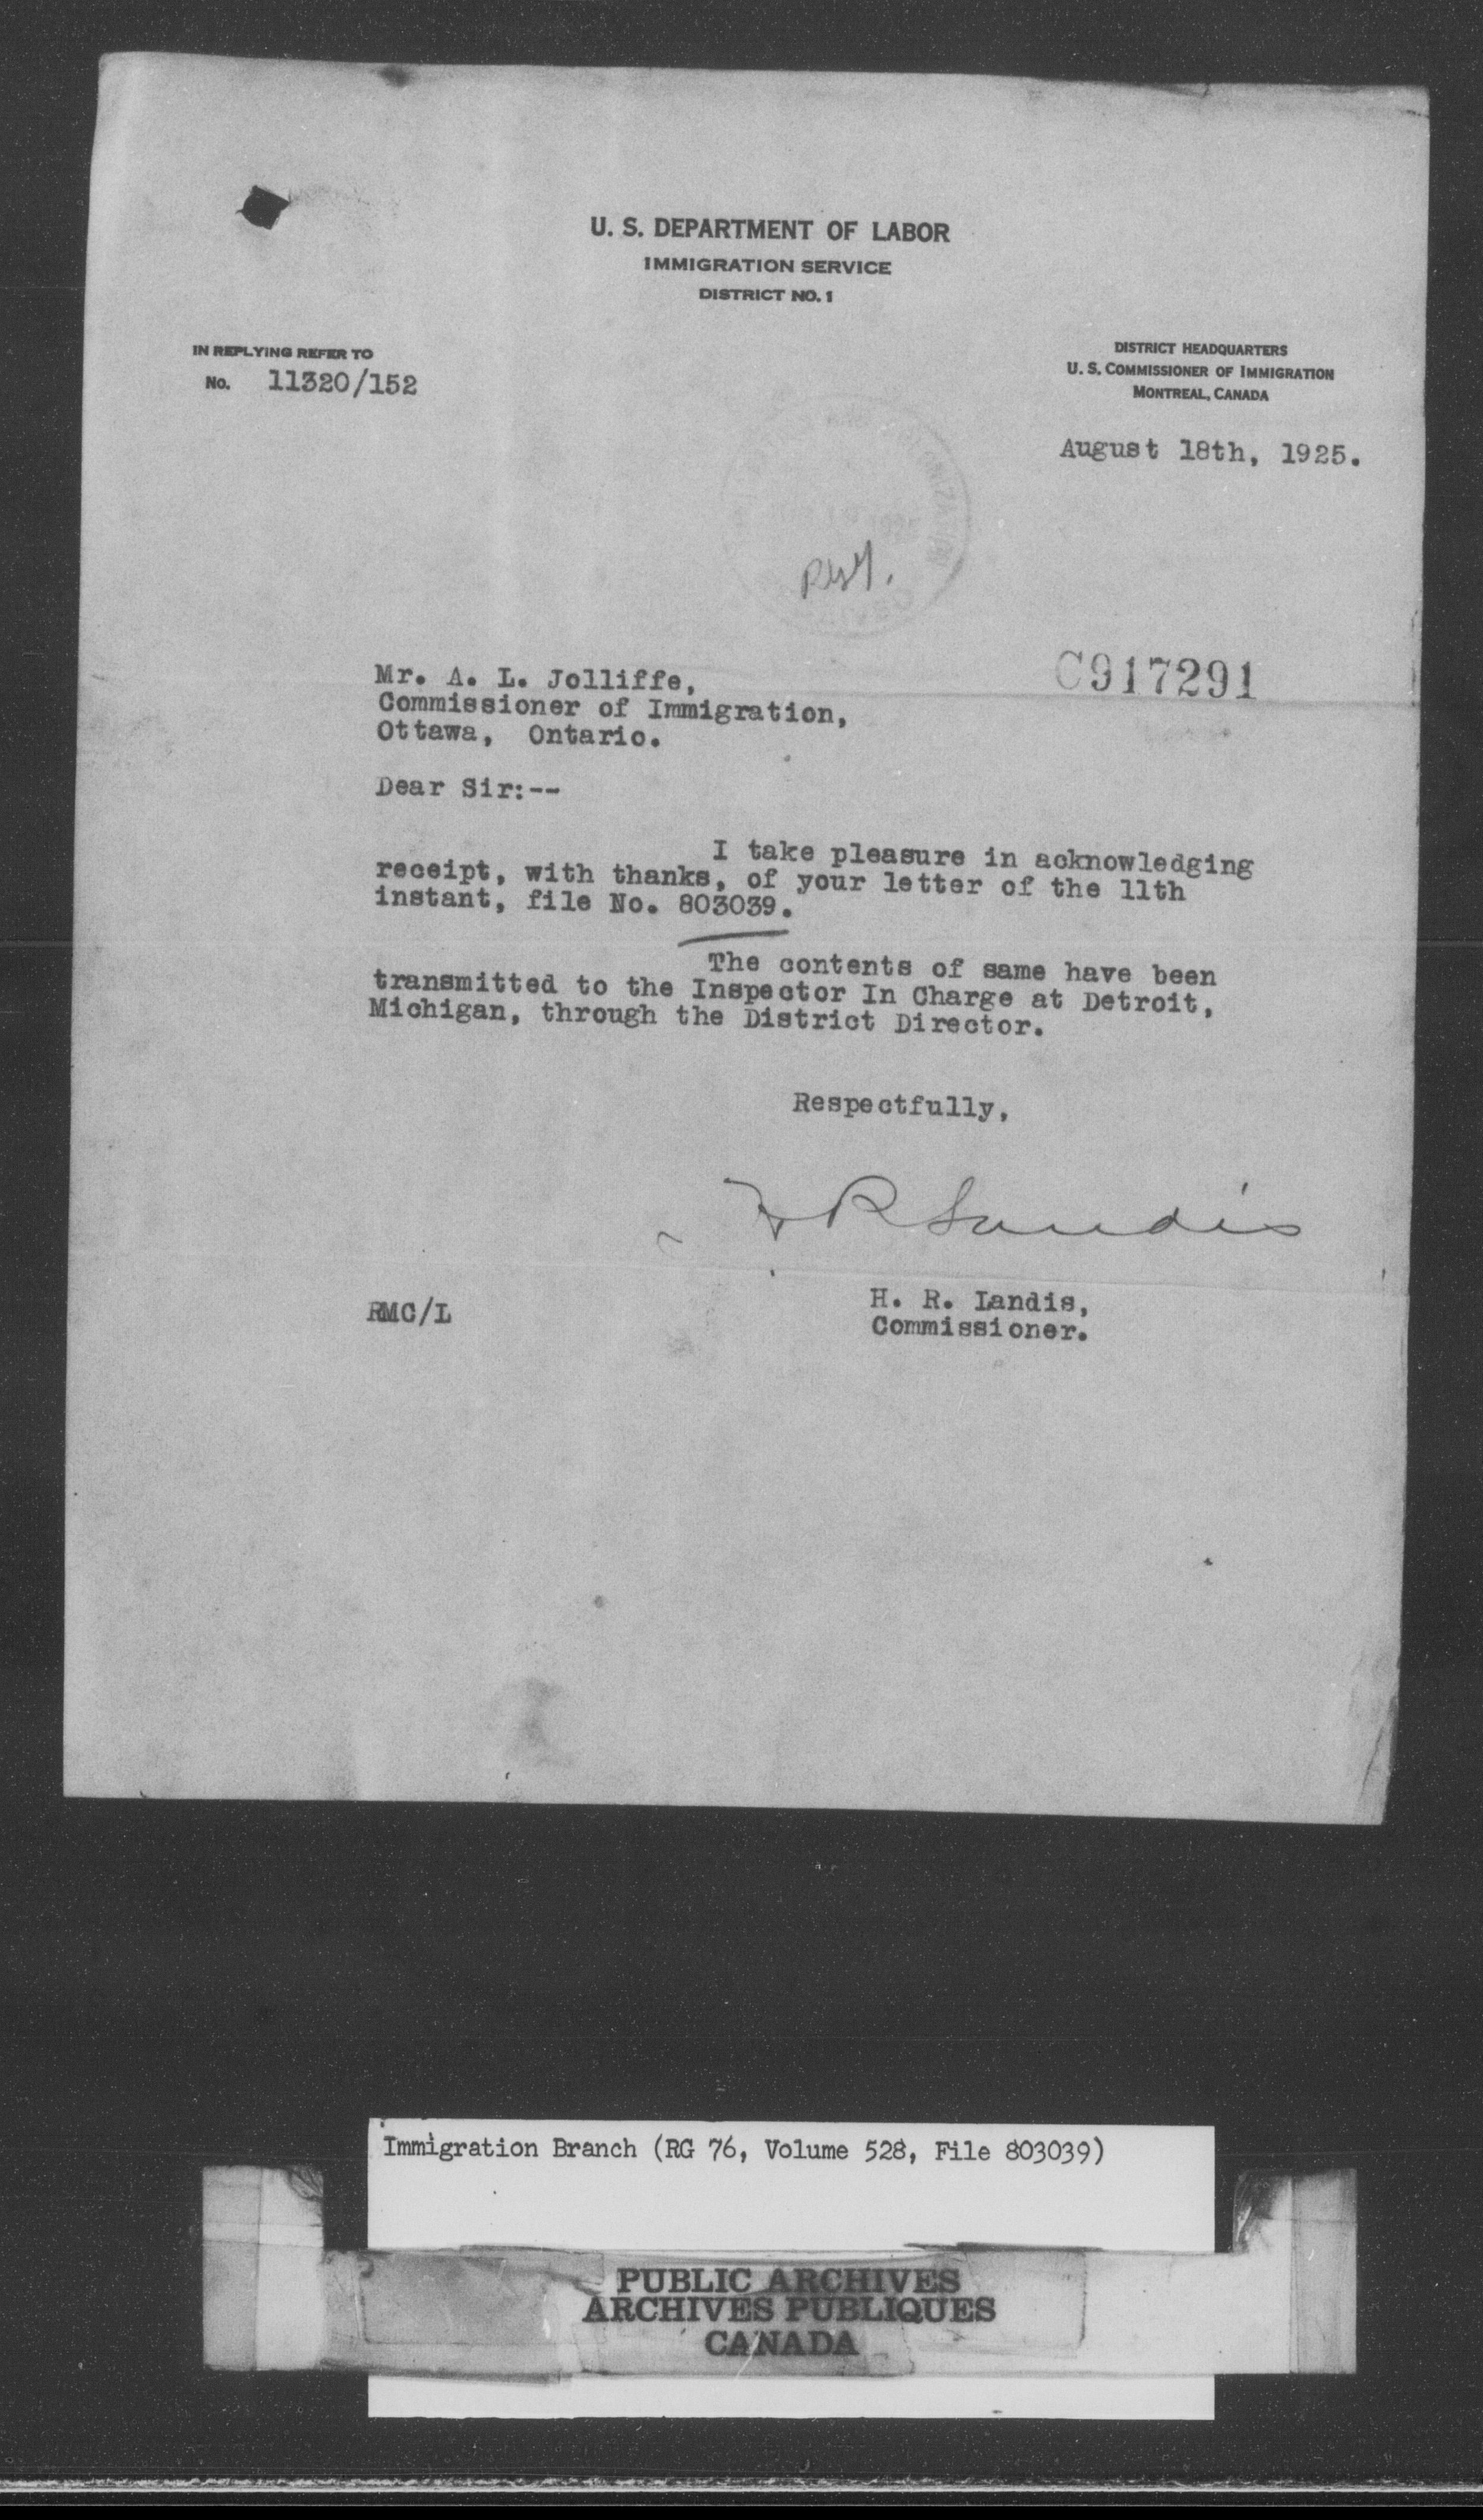 U. S. DEPARTMENT OF LABOR
IMMIGRATION SERVICE
DISTRICT NO. 1
IN REPLYING REFER TO
No. 11320/152
DISTRICT HEADQUARTERS
U. S. COMMISSIONER OF IMMIGRATION
MONTREAL, CANADA
August 18th, 1925.
C917291
Mr. A. L. Jolliffe,
Commissioner of Immigration,
Ottawa, Ontario.
Dear Sir:--
I take pleasure in acknowledging
receipt, with thanks, of your letter of the 11th
instant, file No. 803039.
The contents of same have been
transmitted to the Inspector In Charge at Detroit,
Michigan, through the District Director.
Respectfully,
H R Landis
H. R. Landis,
Commissioner.
RMC/L
Immigration Branch (RG 76, Volume 528, File 803039)
PUBLIC ARCHIVES
ARCHIVES PUBLIQUES
CANADA